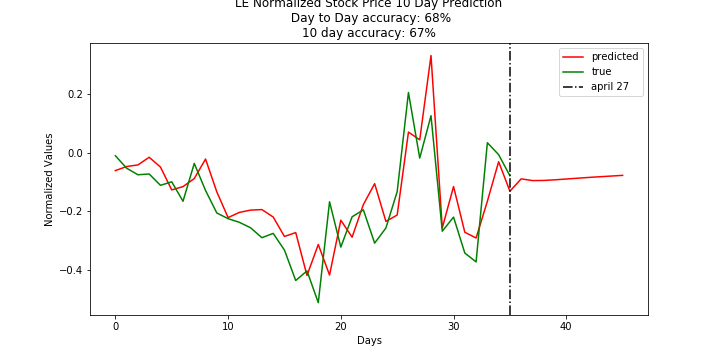 LE Normalized Stock Price 10 Day Prediction
Day to Day accuracy: 68%
10 day accuracy: 67%
predicted
true
april 27
Normalized Values
0.2
0.0
−0.2
−0.4
0
10
20
30
40
Days